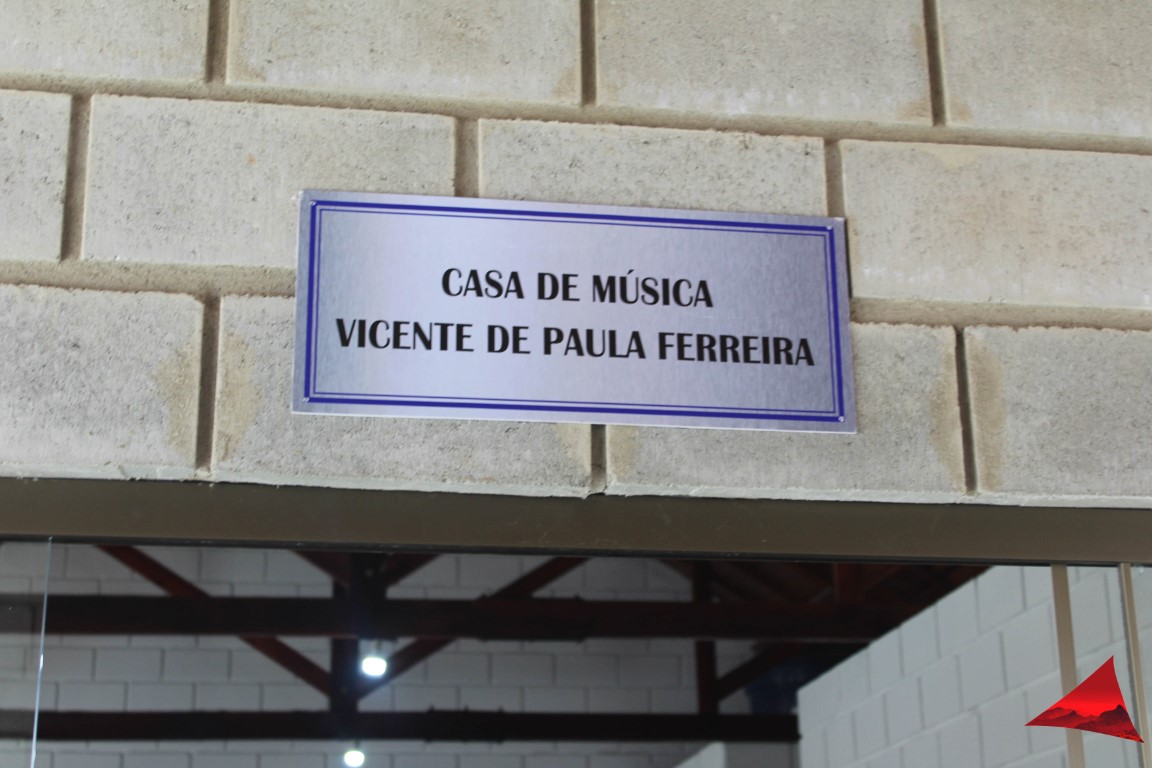 CASA DE MÚSICA
VICENTE DE PAULA FERREIRA